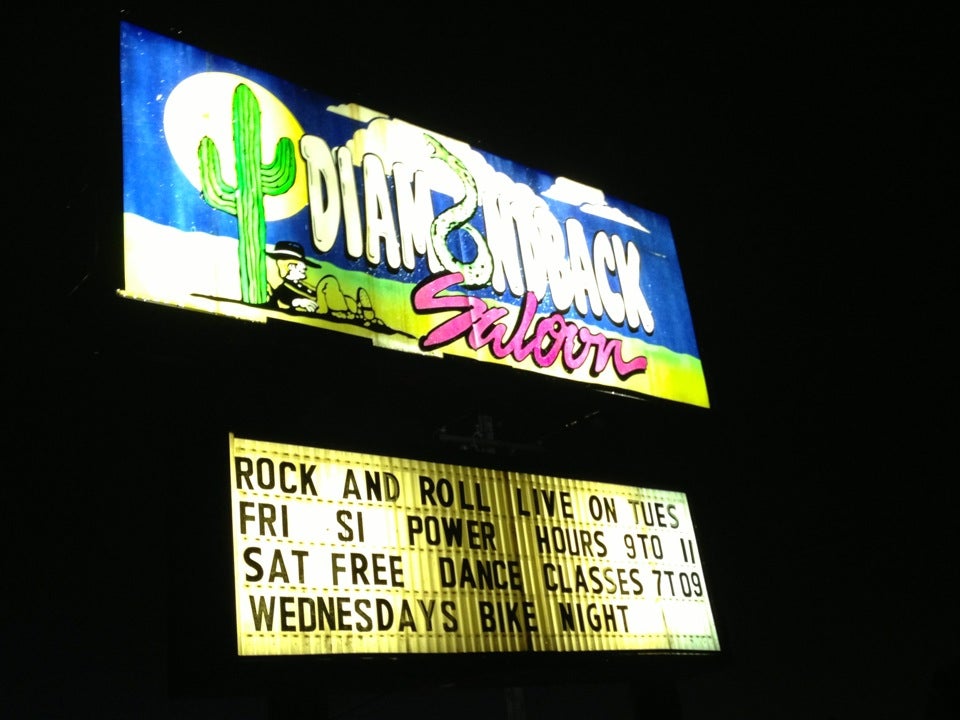 DIAMONDBACK
Saloon
ROCK AND ROLL LIVE ON TUES
FRI SI POWER HOURS 9TO 11
SAT FREE DANCE CLASSES 7TO9
WEDNESDAYS BIKE NIGHT